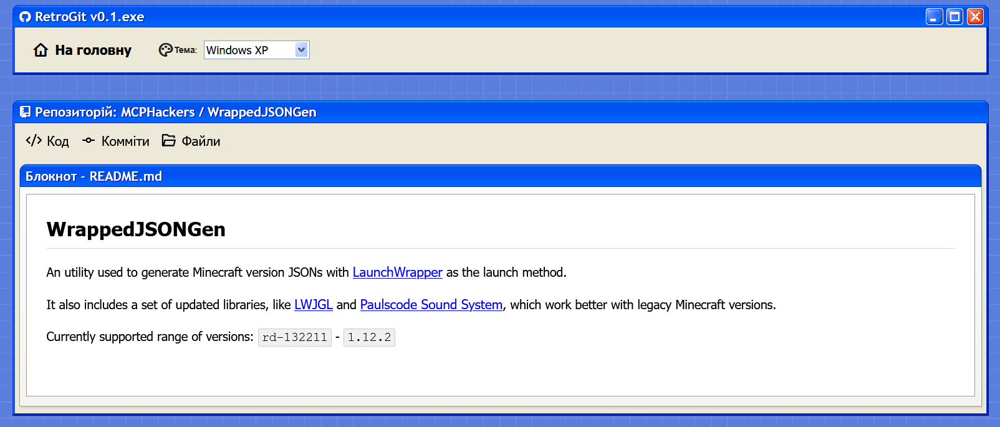 RetroGit v0.1.exe
На головну
Тема:
Windows XP
Репозиторій: MCPHackers / WrappedJSONGen
Код
Комміти
Файли
Блокнот - README.md
WrappedJSONGen
An utility used to generate Minecraft version JSONs with LaunchWrapper as the launch method.
It also includes a set of updated libraries, like LWJGL and Paulscode Sound System, which work better with legacy Minecraft versions.
Currently supported range of versions: rd-132211 - 1.12.2